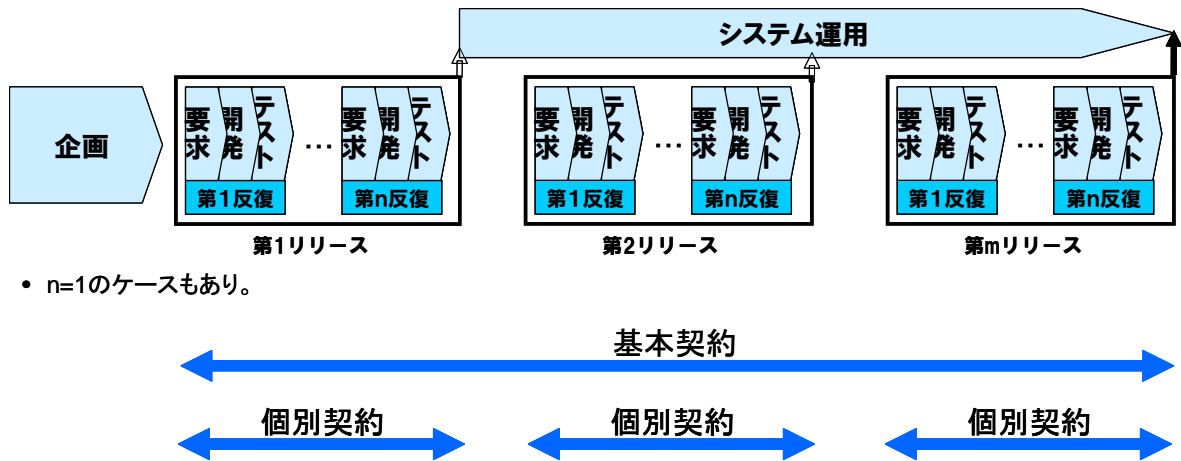 システム運用
企画
要求 開発 テスト … 要求 開発 テスト
第1反復 第n反復
第1リリース
要求 開発 テスト … 要求 開発 テスト
第1反復 第n反復
第2リリース
要求 開発 テスト … 要求 開発 テスト
第1反復 第n反復
第mリリース
• n=1のケースもあり。
基本契約
個別契約 個別契約 個別契約